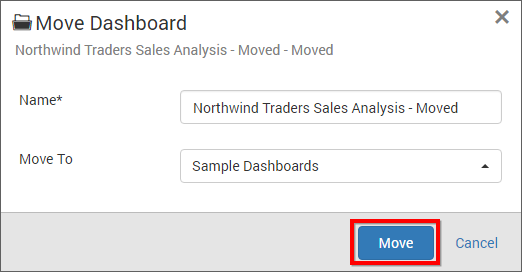 Move Dashboard
Northwind Traders Sales Analysis - Moved - Moved
Name*
Northwind Traders Sales Analysis - Moved
Move To
Sample Dashboards
Move Cancel